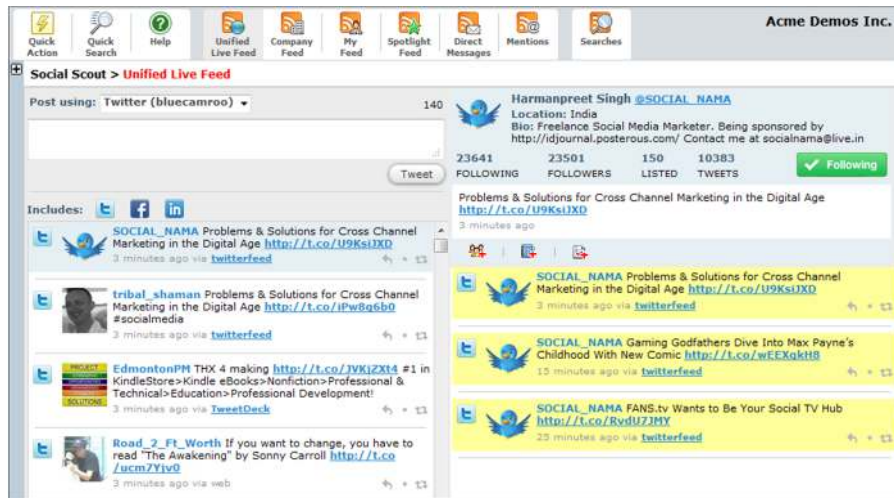 Acme Demos Inc.
Quick Action
Quick Search
Help
Unified Live Feed
Company Feed
My Feed
Spotlight Feed
Direct Messages
Mentions
Searches
Social Scout > Unified Live Feed
Post using: Twitter (bluecamroo)
140
Tweet
Includes:
SOCIAL_NAMA Problems & Solutions for Cross Channel
Marketing in the Digital Age http://t.co/U9KsiJXD
3 minutes ago via twitterfeed
tribal_shaman Problems & Solutions for Cross Channel
Marketing in the Digital Age http://t.co/iPw8g6b0
#socialmedia
3 minutes ago via twitterfeed
EdmontonPM THX 4 making http://t.co/JVKjZXt4 #1 in
KindleStore>Kindle eBooks>Nonfiction>Professional &
Technical>Education>Professional Development!
3 minutes ago via TweetDeck
PROJECT
SOLUTIONS
Road_2_Ft_Worth If you want to change, you have to
read "The Awakening" by Sonny Carroll http://t.co
/ucm7Yjv0
3 minutes ago via web
Harmanpreet Singh @SOCIAL_NAMA
Location: India
Bio: Freelance Social Media Marketer. Being sponsored by
http://idjournal.posterous.com/ Contact me at socialnama@live.in
23641 23501 150 10383
FOLLOWING FOLLOWERS LISTED TWEETS
Following
Problems & Solutions for Cross Channel Marketing in the Digital Age
http://t.co/U9KsiJXD
3 minutes ago
SOCIAL_NAMA Problems & Solutions for Cross Channel
Marketing in the Digital Age http://t.co/U9KsiJXD
3 minutes ago via twitterfeed
SOCIAL_NAMA Gaming Godfathers Dive Into Max Payne's
Childhood With New Comic http://t.co/wEEXgkH8
15 minutes ago via twitterfeed
SOCIAL_NAMA FANS.tv Wants to Be Your Social TV Hub
http://t.co/RvdU7JMY
25 minutes ago via twitterfeed